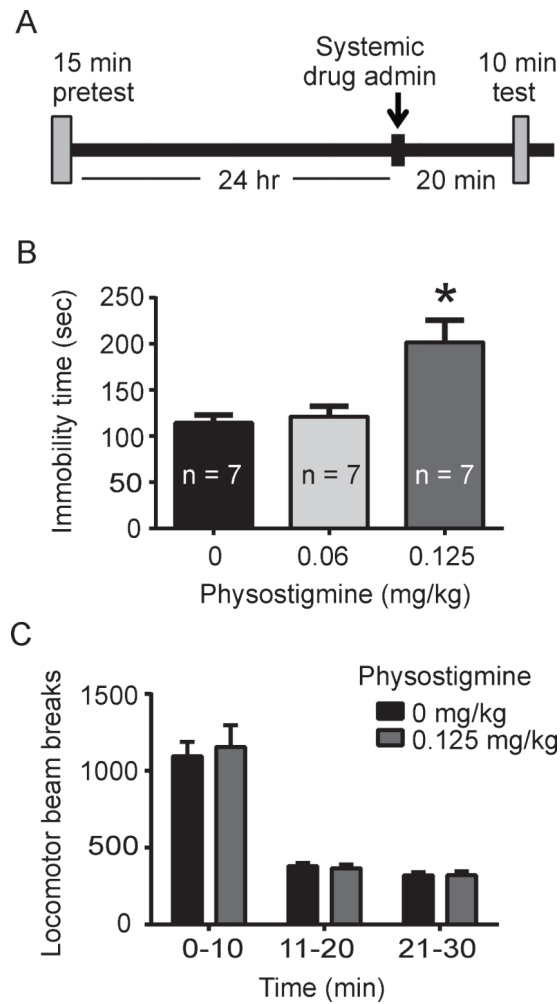 A
15 min
pretest
Systemic
drug admin
10 min
test
24 hr
20 min
B
Immobility time (sec)
250
200
150
100
50
0
*
n = 7
n = 7
n = 7
0
0.06
0.125
Physostigmine (mg/kg)
C
Locomotor beam breaks
1500
1000
500
0
Physostigmine
0 mg/kg
0.125 mg/kg
0-10
11-20
21-30
Time (min)